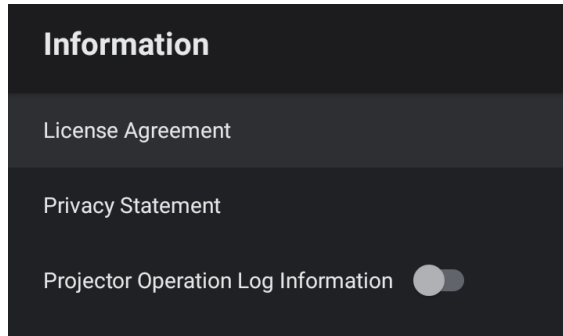 Information
License Agreement
Privacy Statement
Projector Operation Log Information